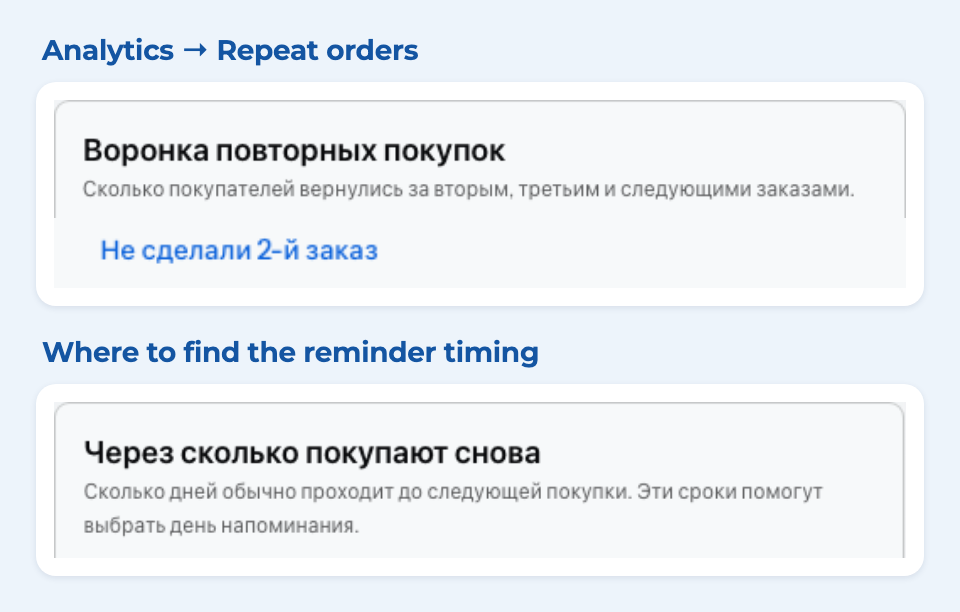 Analytics → Repeat orders
Воронка повторных покупок
Сколько покупателей вернулись за вторым, третьим и следующими заказами.
Не сделали 2-й заказ
Where to find the reminder timing
Через сколько покупают снова
Сколько дней обычно проходит до следующей покупки. Эти сроки помогут
выбрать день напоминания.